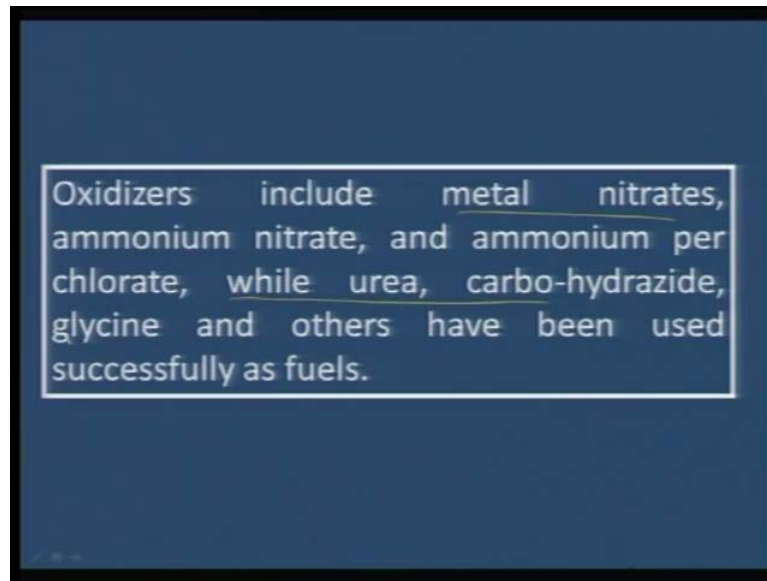 Oxidizers include metal nitrates,
ammonium nitrate, and ammonium per
chlorate, while urea, carbo-hydrazide,
glycine and others have been used
successfully as fuels.